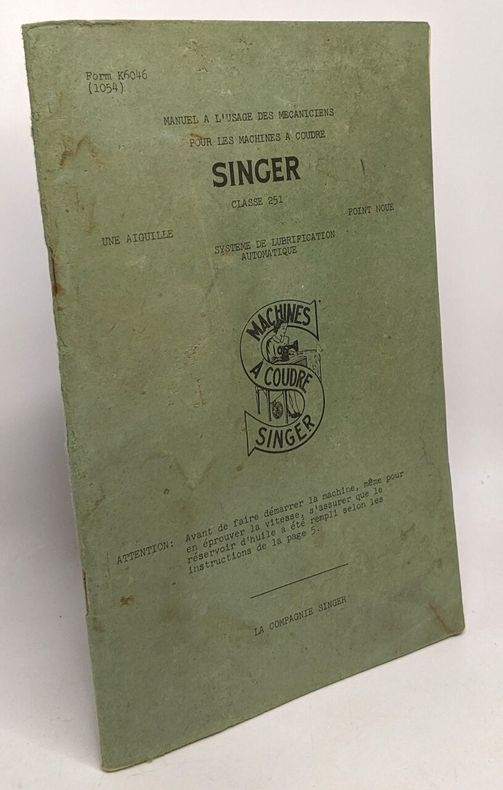 Form K6046
(1054)
MANUEL A L'USAGE DES MECANICIENS
POUR LES MACHINES A COUDRE
SINGER
CLASSE 251
UNE AIGUILLE
POINT NOUE
SYSTEME DE LUBRIFICATION
AUTOMATIQUE
MACHINES
A COUDRE
SINGER
ATTENTION: Avant de faire démarrer la machine, même pour
en éprouver la vitesse, s'assurer que le
réservoir d'huile a été rempli selon les
instructions de la page 5.
LA COMPAGNIE SINGER